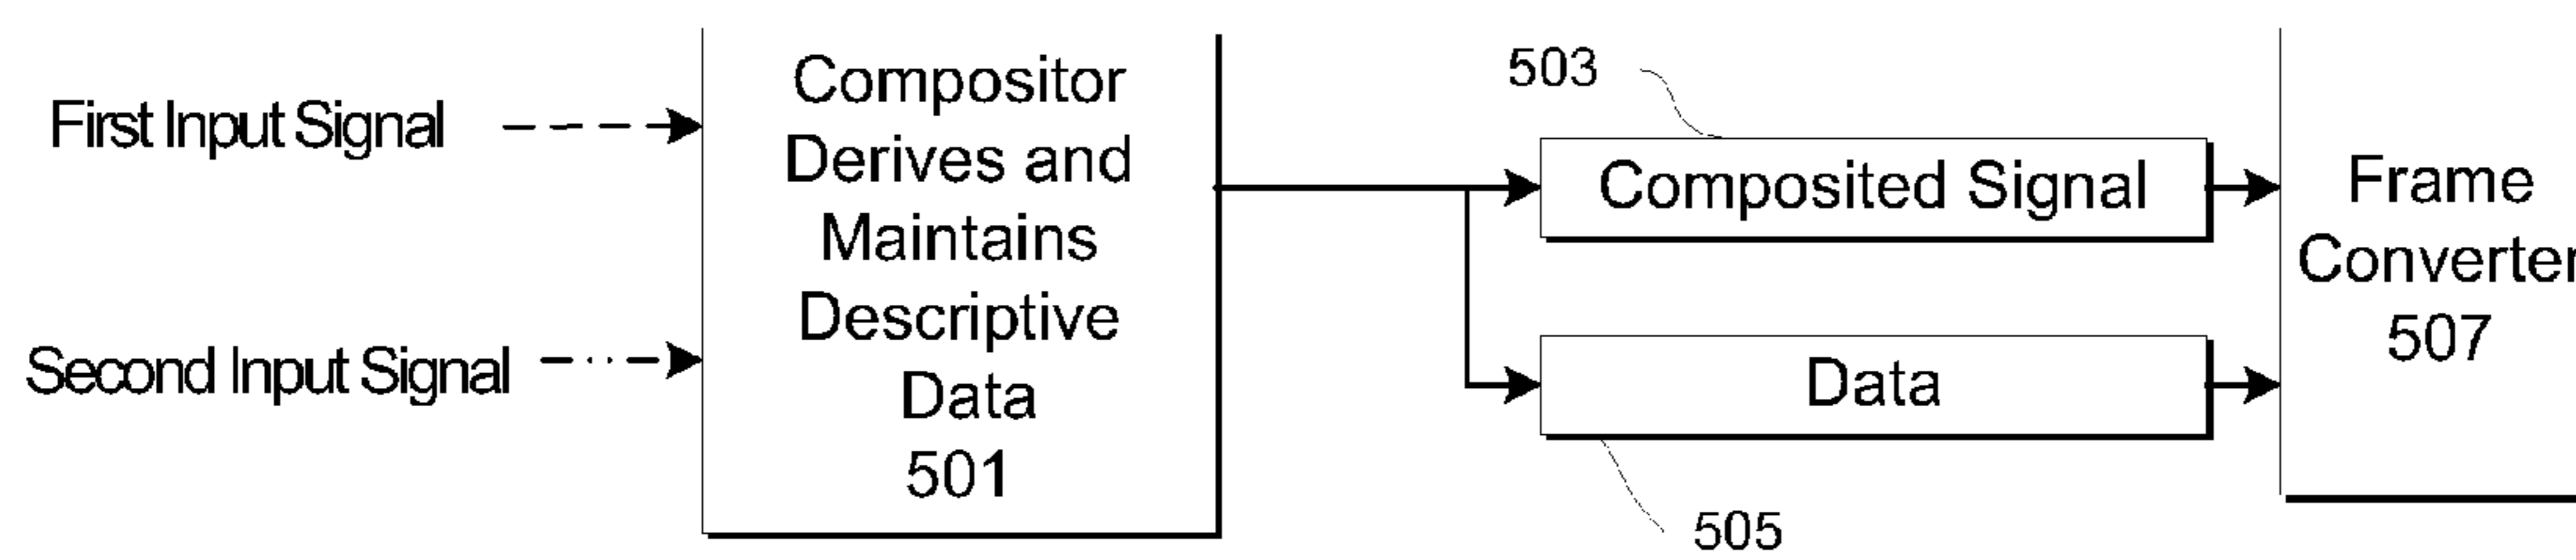 First Input Signal
Second Input Signal
Compositor
Derives and
Maintains
Descriptive
Data
501
503
Composited Signal
Data
505
Frame
Converter
507